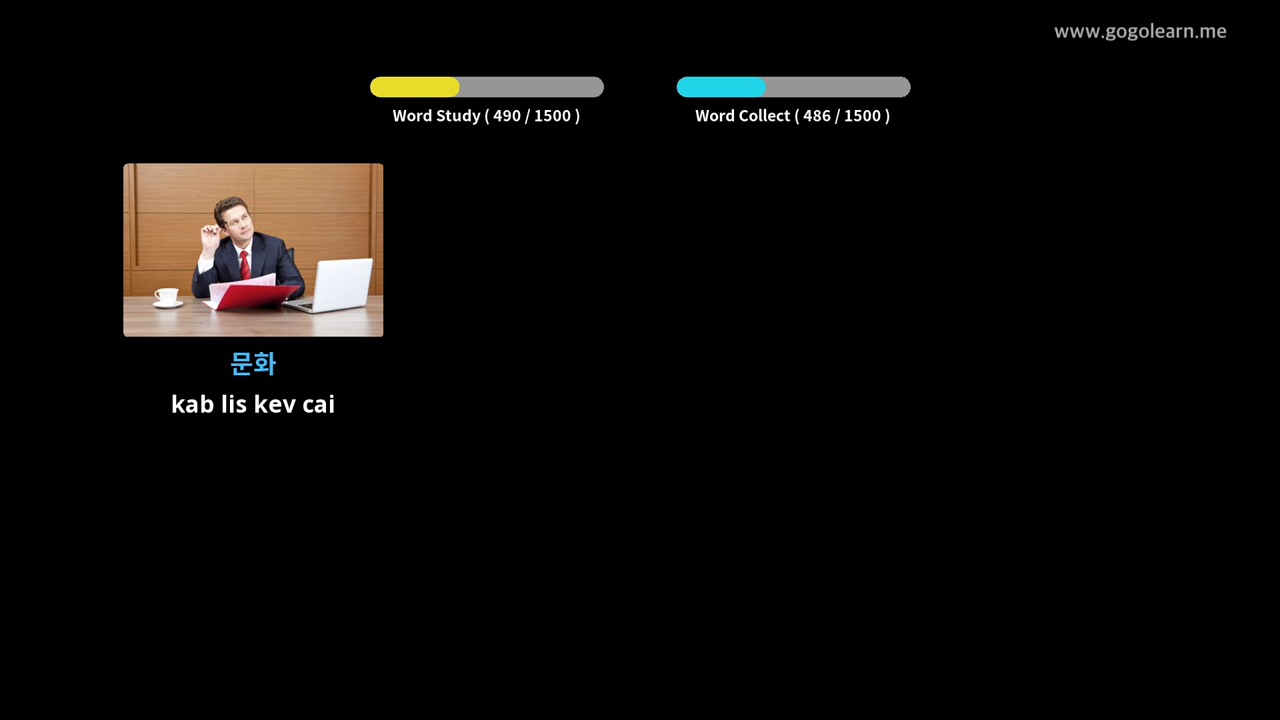 www.gogolearn.me
Word Study ( 490 / 1500 )
Word Collect ( 486 / 1500 )
문화
kab lis kev cai